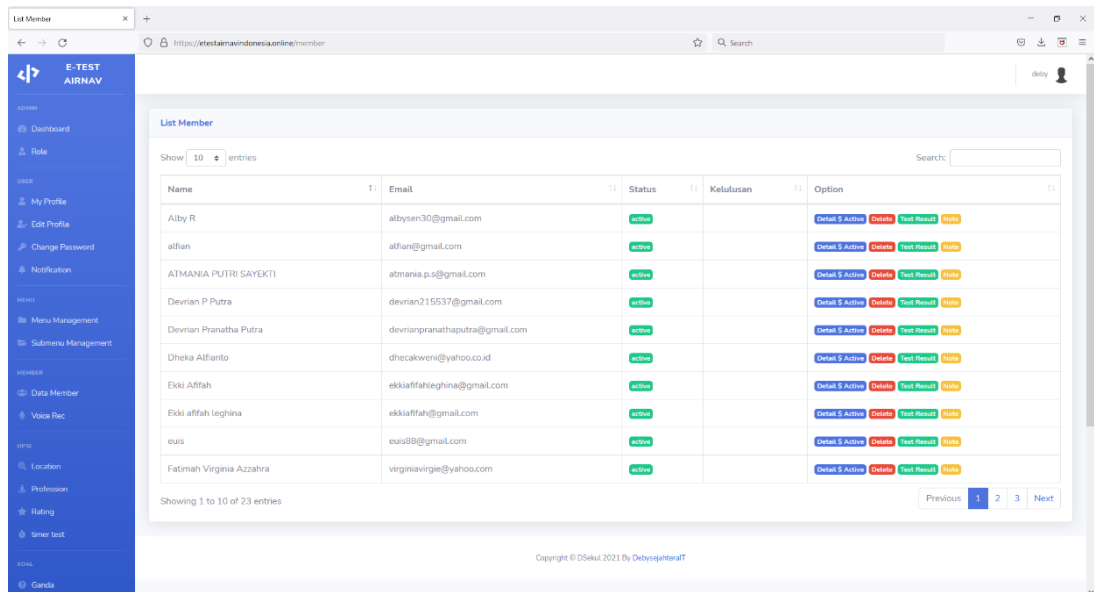 List Member
https://etestairnavindonesia.online/member
Search
E-TEST
AIRNAV
deby
ADMIN
Dashboard
Role
USER
My Profile
Edit Profile
Change Password
Notification
MENU
Menu Management
Submenu Management
MEMBER
Data Member
Voice Rec
OPSI
Location
Profession
Rating
timer test
SOAL
Ganda
List Member
Show 10 entries
Search:
Name Email Status Kelulusan Option
Alby R albysen30@gmail.com active Detail $ Active Delete Test Result Note
alfian alfian@gmail.com active Detail $ Active Delete Test Result Note
ATMANIA PUTRI SAYEKTI atmania.p.s@gmail.com active Detail $ Active Delete Test Result Note
Devrian P Putra devrian215537@gmail.com active Detail $ Active Delete Test Result Note
Devrian Pranatha Putra devrianpranathaputra@gmail.com active Detail $ Active Delete Test Result Note
Dheka Alfianto dhecakweni@yahoo.co.id active Detail $ Active Delete Test Result Note
Ekki Afifah ekkiafifahleghina@gmail.com active Detail $ Active Delete Test Result Note
Ekki afifah leghina ekkiafifah@gmail.com active Detail $ Active Delete Test Result Note
euis euis88@gmail.com active Detail $ Active Delete Test Result Note
Fatimah Virginia Azzahra virginiavirgie@yahoo.com active Detail $ Active Delete Test Result Note
Showing 1 to 10 of 23 entries
Previous 1 2 3 Next
Copyright © DSekul 2021 By DebysejahteraIT